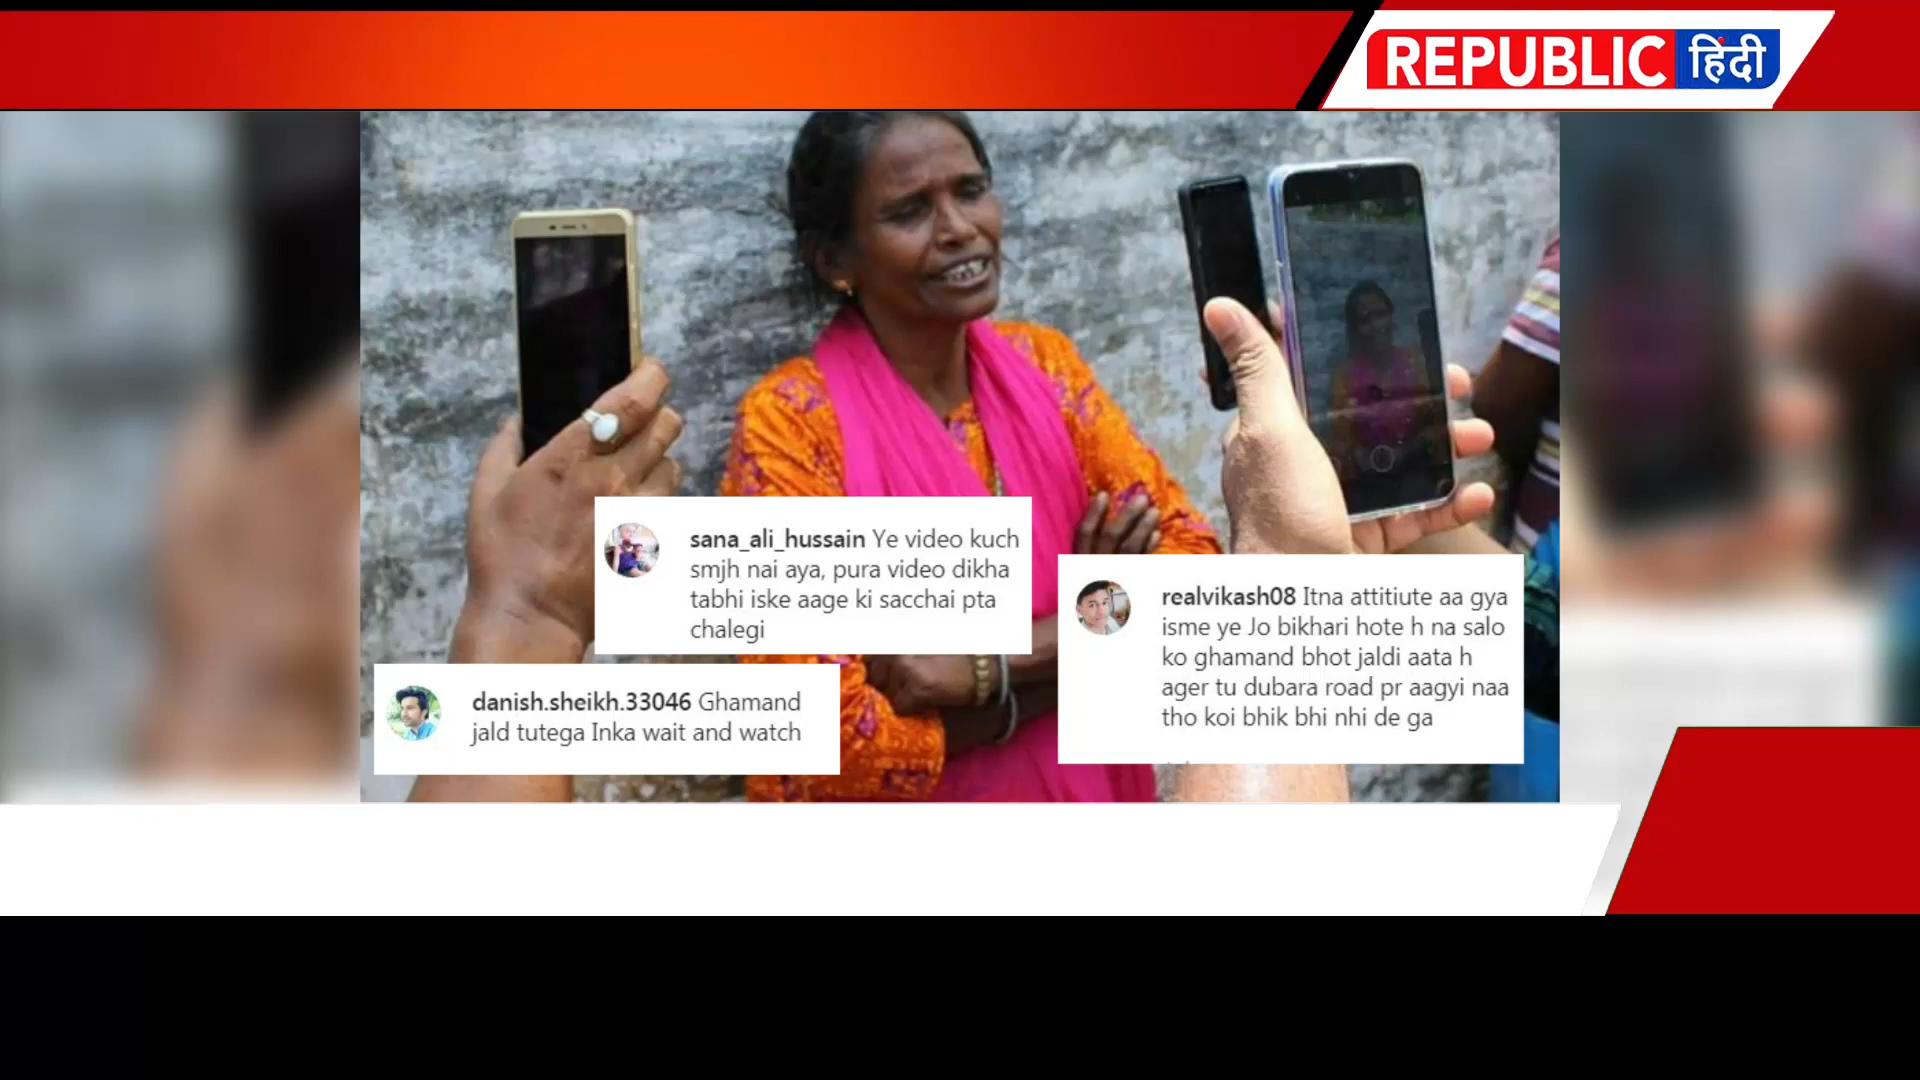 REPUBLIC हिंदी
sana_ali_hussain Ye video kuch
smjh nai aya, pura video dikha
tabhi iske aage ki sacchai pta
chalegi
realvikash08 Itna attitiute aa gya
isme ye Jo bikhari hote h na salo
ko ghamand bhot jaldi aata h
ager tu dubara road pr aagyi naa
tho koi bhik bhi nhi de ga
danish.sheikh.33046 Ghamand
jald tutega Inka wait and watch